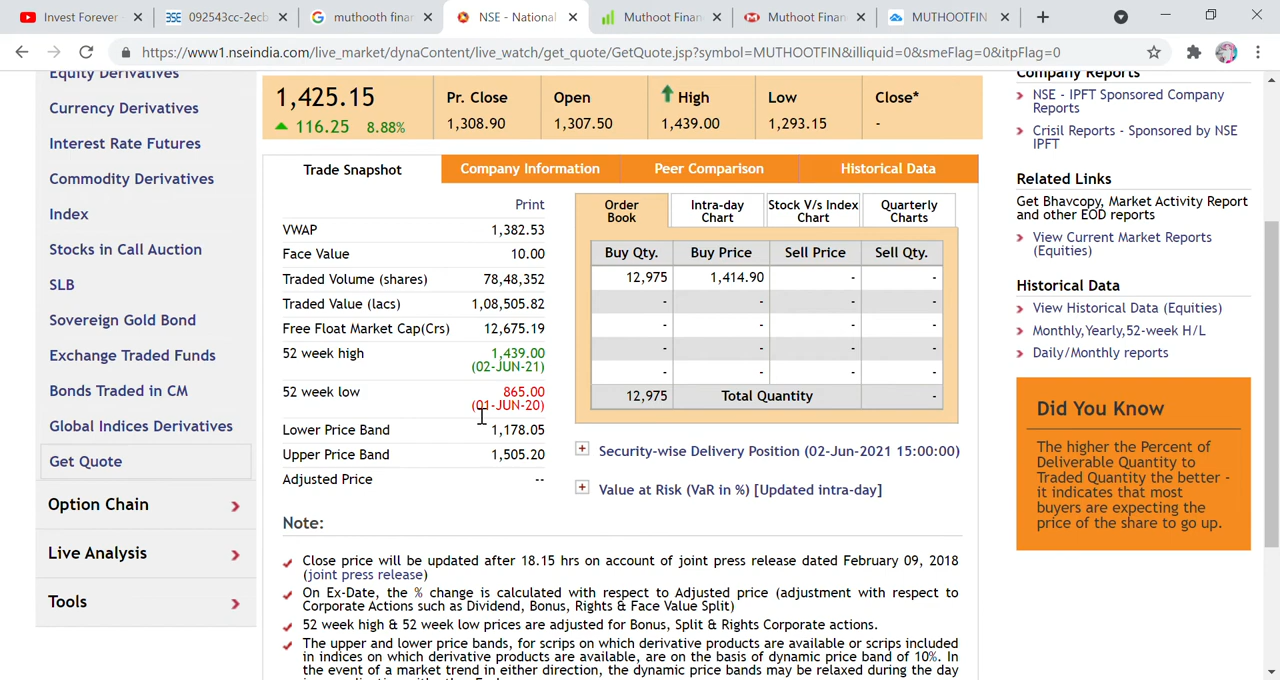 Invest Forever -
092543cc-2ecb
muthooth finan
NSE - National
Muthoot Finan
Muthoot Finan
MUTHOOTFIN
https://www1.nseindia.com/live_market/dynaContent/live_watch/get_quote/GetQuote.jsp?symbol=MUTHOOTFIN&illiquid=0&smeFlag=0&itpFlag=0
Equity Derivatives
Currency Derivatives
Interest Rate Futures
Commodity Derivatives
Index
Stocks in Call Auction
SLB
Sovereign Gold Bond
Exchange Traded Funds
Bonds Traded in CM
Global Indices Derivatives
Get Quote
Option Chain
Live Analysis
Tools
1,425.15
116.25 8.88%
Pr. Close
1,308.90
Open
1,307.50
High
1,439.00
Low
1,293.15
Close*
-
Trade Snapshot
Company Information
Peer Comparison
Historical Data
Print
VWAP 1,382.53
Face Value 10.00
Traded Volume (shares) 78,48,352
Traded Value (lacs) 1,08,505.82
Free Float Market Cap(Crs) 12,675.19
52 week high 1,439.00
(02-JUN-21)
52 week low 865.00
(01-JUN-20)
Lower Price Band 1,178.05
Upper Price Band 1,505.20
Adjusted Price --
Order
Book
Intra-day
Chart
Stock V/s Index
Chart
Quarterly
Charts
Buy Qty. Buy Price Sell Price Sell Qty.
12,975 1,414.90 - -
- - - -
- - - -
- - - -
- - - -
12,975 Total Quantity -
Security-wise Delivery Position (02-Jun-2021 15:00:00)
Value at Risk (VaR in %) [Updated intra-day]
Note:
Close price will be updated after 18.15 hrs on account of joint press release dated February 09, 2018
(joint press release)
On Ex-Date, the % change is calculated with respect to Adjusted price (adjustment with respect to
Corporate Actions such as Dividend, Bonus, Rights & Face Value Split)
52 week high & 52 week low prices are adjusted for Bonus, Split & Rights Corporate actions.
The upper and lower price bands, for scrips on which derivative products are available or scrips included
in indices on which derivative products are available, are on the basis of dynamic price band of 10%. In
the event of a market trend in either direction, the dynamic price bands may be relaxed during the day
Company Reports
NSE - IPFT Sponsored Company
Reports
Crisil Reports - Sponsored by NSE
IPFT
Related Links
Get Bhavcopy, Market Activity Report
and other EOD reports
View Current Market Reports
(Equities)
Historical Data
View Historical Data (Equities)
Monthly,Yearly,52-week H/L
Daily/Monthly reports
Did You Know
The higher the Percent of
Deliverable Quantity to
Traded Quantity the better -
it indicates that most
buyers are expecting the
price of the share to go up.